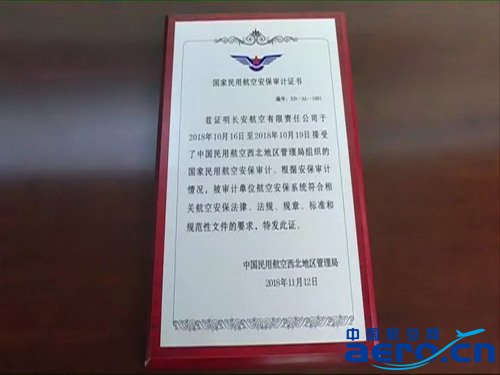 国家民用航空安保审计证书
编号：XB-AL-1801
兹证明长安航空有限责任公司于
2018年10月16日至2018年10月19日接受
了中国民用航空西北地区管理局组织的
国家民用航空安保审计。根据安保审计
情况，被审计单位航空安保系统符合相
关航空安保法律、法规、规章、标准和
规范性文件的要求，特发此证。
中国民用航空西北地区管理局
2018年11月12日
中国航空网
aero.cn